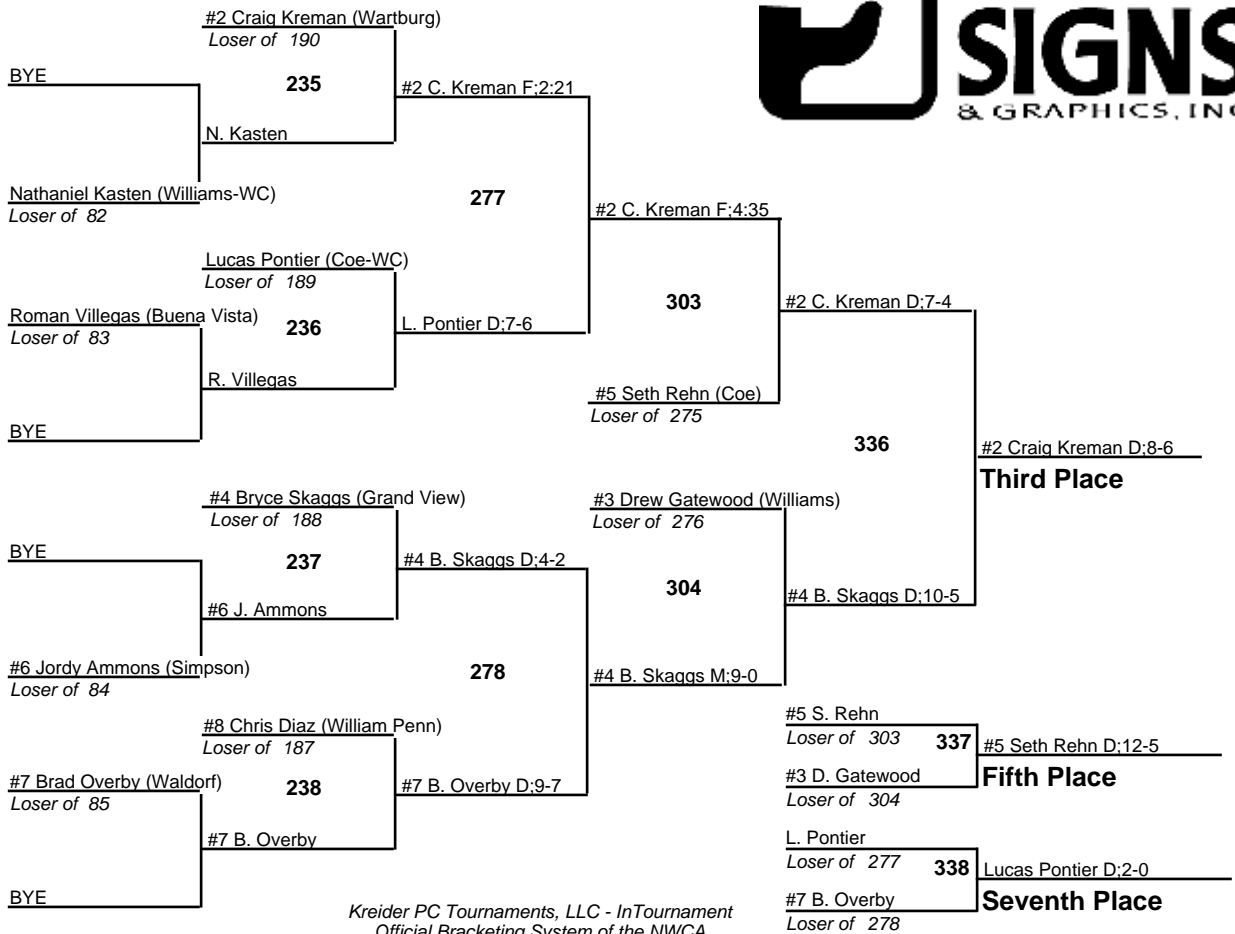 #2 Craig Kreman (Wartburg)
Loser of 190
BYE
235
#2 C. Kreman F;2:21
N. Kasten
Nathaniel Kasten (Williams-WC)
Loser of 82
277
#2 C. Kreman F;4:35
Lucas Pontier (Coe-WC)
Loser of 189
Roman Villegas (Buena Vista)
Loser of 83
236
L. Pontier D;7-6
303
#2 C. Kreman D;7-4
R. Villegas
#5 Seth Rehn (Coe)
Loser of 275
BYE
336
#2 Craig Kreman D;8-6
Third Place
#4 Bryce Skaggs (Grand View)
Loser of 188
#3 Drew Gatewood (Williams)
Loser of 276
BYE
237
#4 B. Skaggs D;4-2
304
#4 B. Skaggs D;10-5
#6 J. Ammons
#6 Jordy Ammons (Simpson)
Loser of 84
278
#4 B. Skaggs M;9-0
#8 Chris Diaz (William Penn)
Loser of 187
#5 S. Rehn
Loser of 303
337
#5 Seth Rehn D;12-5
Fifth Place
#3 D. Gatewood
Loser of 304
#7 Brad Overby (Waldorf)
Loser of 85
238
#7 B. Overby D;9-7
#7 B. Overby
L. Pontier
Loser of 277
338
Lucas Pontier D;2-0
Seventh Place
#7 B. Overby
Loser of 278
BYE
Kreider PC Tournaments, LLC - InTournament
Official Bracketing System of the NWCA
SIGNS
& GRAPHICS, INC